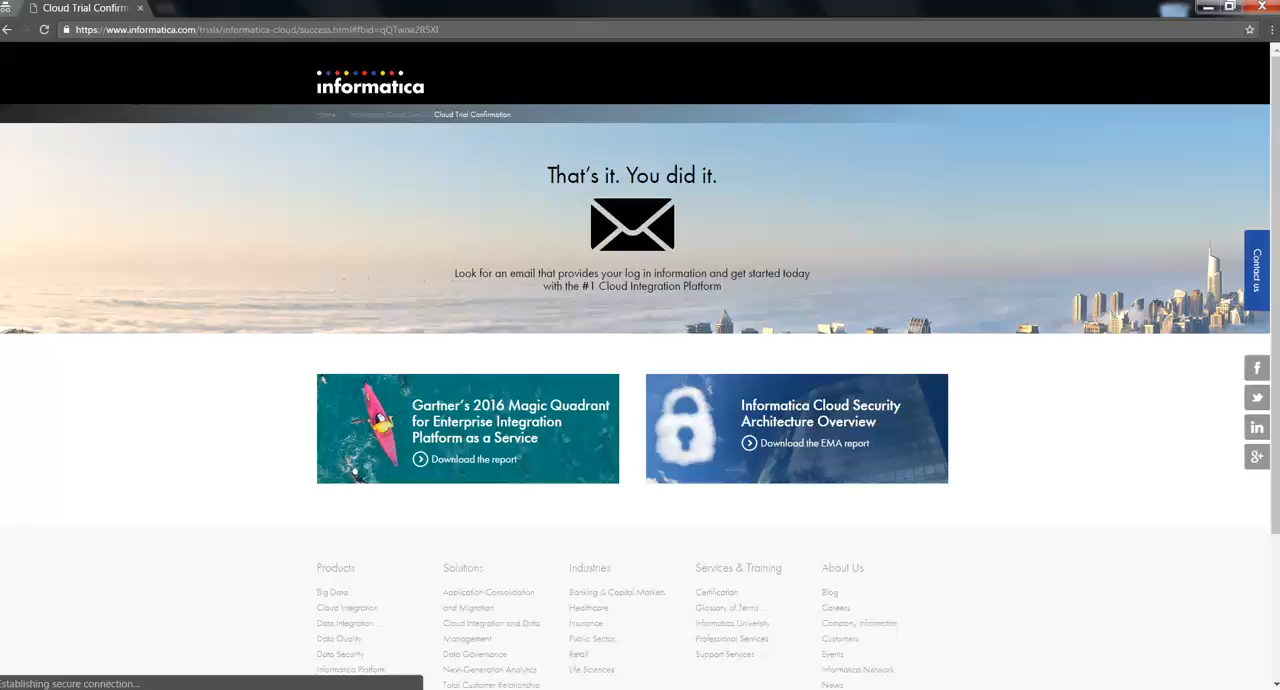 Cloud Trial Confirm
https://www.informatica.com/trials/informatica-cloud/success.html#fbid=
informatica
Home
Cloud Trial Confirmation
That's it. You did it.
Look for an email that provides your log in information and get started today
with the #1 Cloud Integration Platform
Contact us
Gartner's 2016 Magic Quadrant
for Enterprise Integration
Platform as a Service
Download the report
Informatica Cloud Security
Architecture Overview
Download the EMA report
f
in
g+
Products
Big Data
Cloud Integration
Data Integration
Data Quality
Data Security
Informatica Platform
Solutions
Application Consolidation
and Migration
Cloud Integration and Data
Management
Data Governance
Next-Generation Analytics
Total Customer Relationship
Industries
Banking & Capital Markets
Healthcare
Insurance
Public Sector
Retail
Life Sciences
Services & Training
Certification
Glossary of Terms
Informatica University
Professional Services
Support Services
About Us
Blog
Careers
Company Information
Customers
Events
Informatica Network
News
Establishing secure connection...